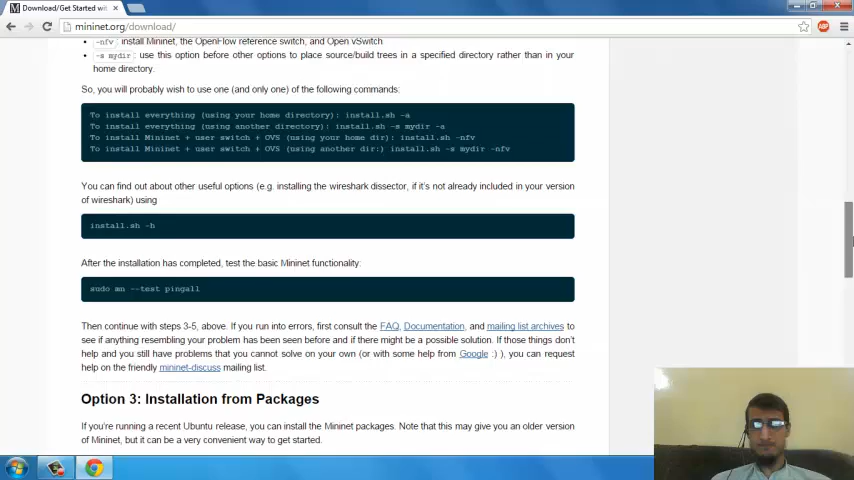 Download/Get Started wi
mininet.org/download/
-nfv: install Mininet, the OpenFlow reference switch, and Open vSwitch
-s mydir: use this option before other options to place source/build trees in a specified directory rather than in your
home directory.
So, you will probably wish to use one (and only one) of the following commands:
To install everything (using your home directory): install.sh -a
To install everything (using another directory): install.sh -s mydir -a
To install Mininet + user switch + OVS (using your home dir): install.sh -nfv
To install Mininet + user switch + OVS (using another dir:) install.sh -s mydir -nfv
You can find out about other useful options (e.g. installing the wireshark dissector, if it's not already included in your version
of wireshark) using
install.sh -h
After the installation has completed, test the basic Mininet functionality:
sudo mn --test pingall
Then continue with steps 3-5, above. If you run into errors, first consult the FAQ, Documentation, and mailing list archives to
see if anything resembling your problem has been seen before and if there might be a possible solution. If those things don't
help and you still have problems that you cannot solve on your own (or with some help from Google :) ), you can request
help on the friendly mininet-discuss mailing list.
Option 3: Installation from Packages
If you're running a recent Ubuntu release, you can install the Mininet packages. Note that this may give you an older version
of Mininet, but it can be a very convenient way to get started.
ABP